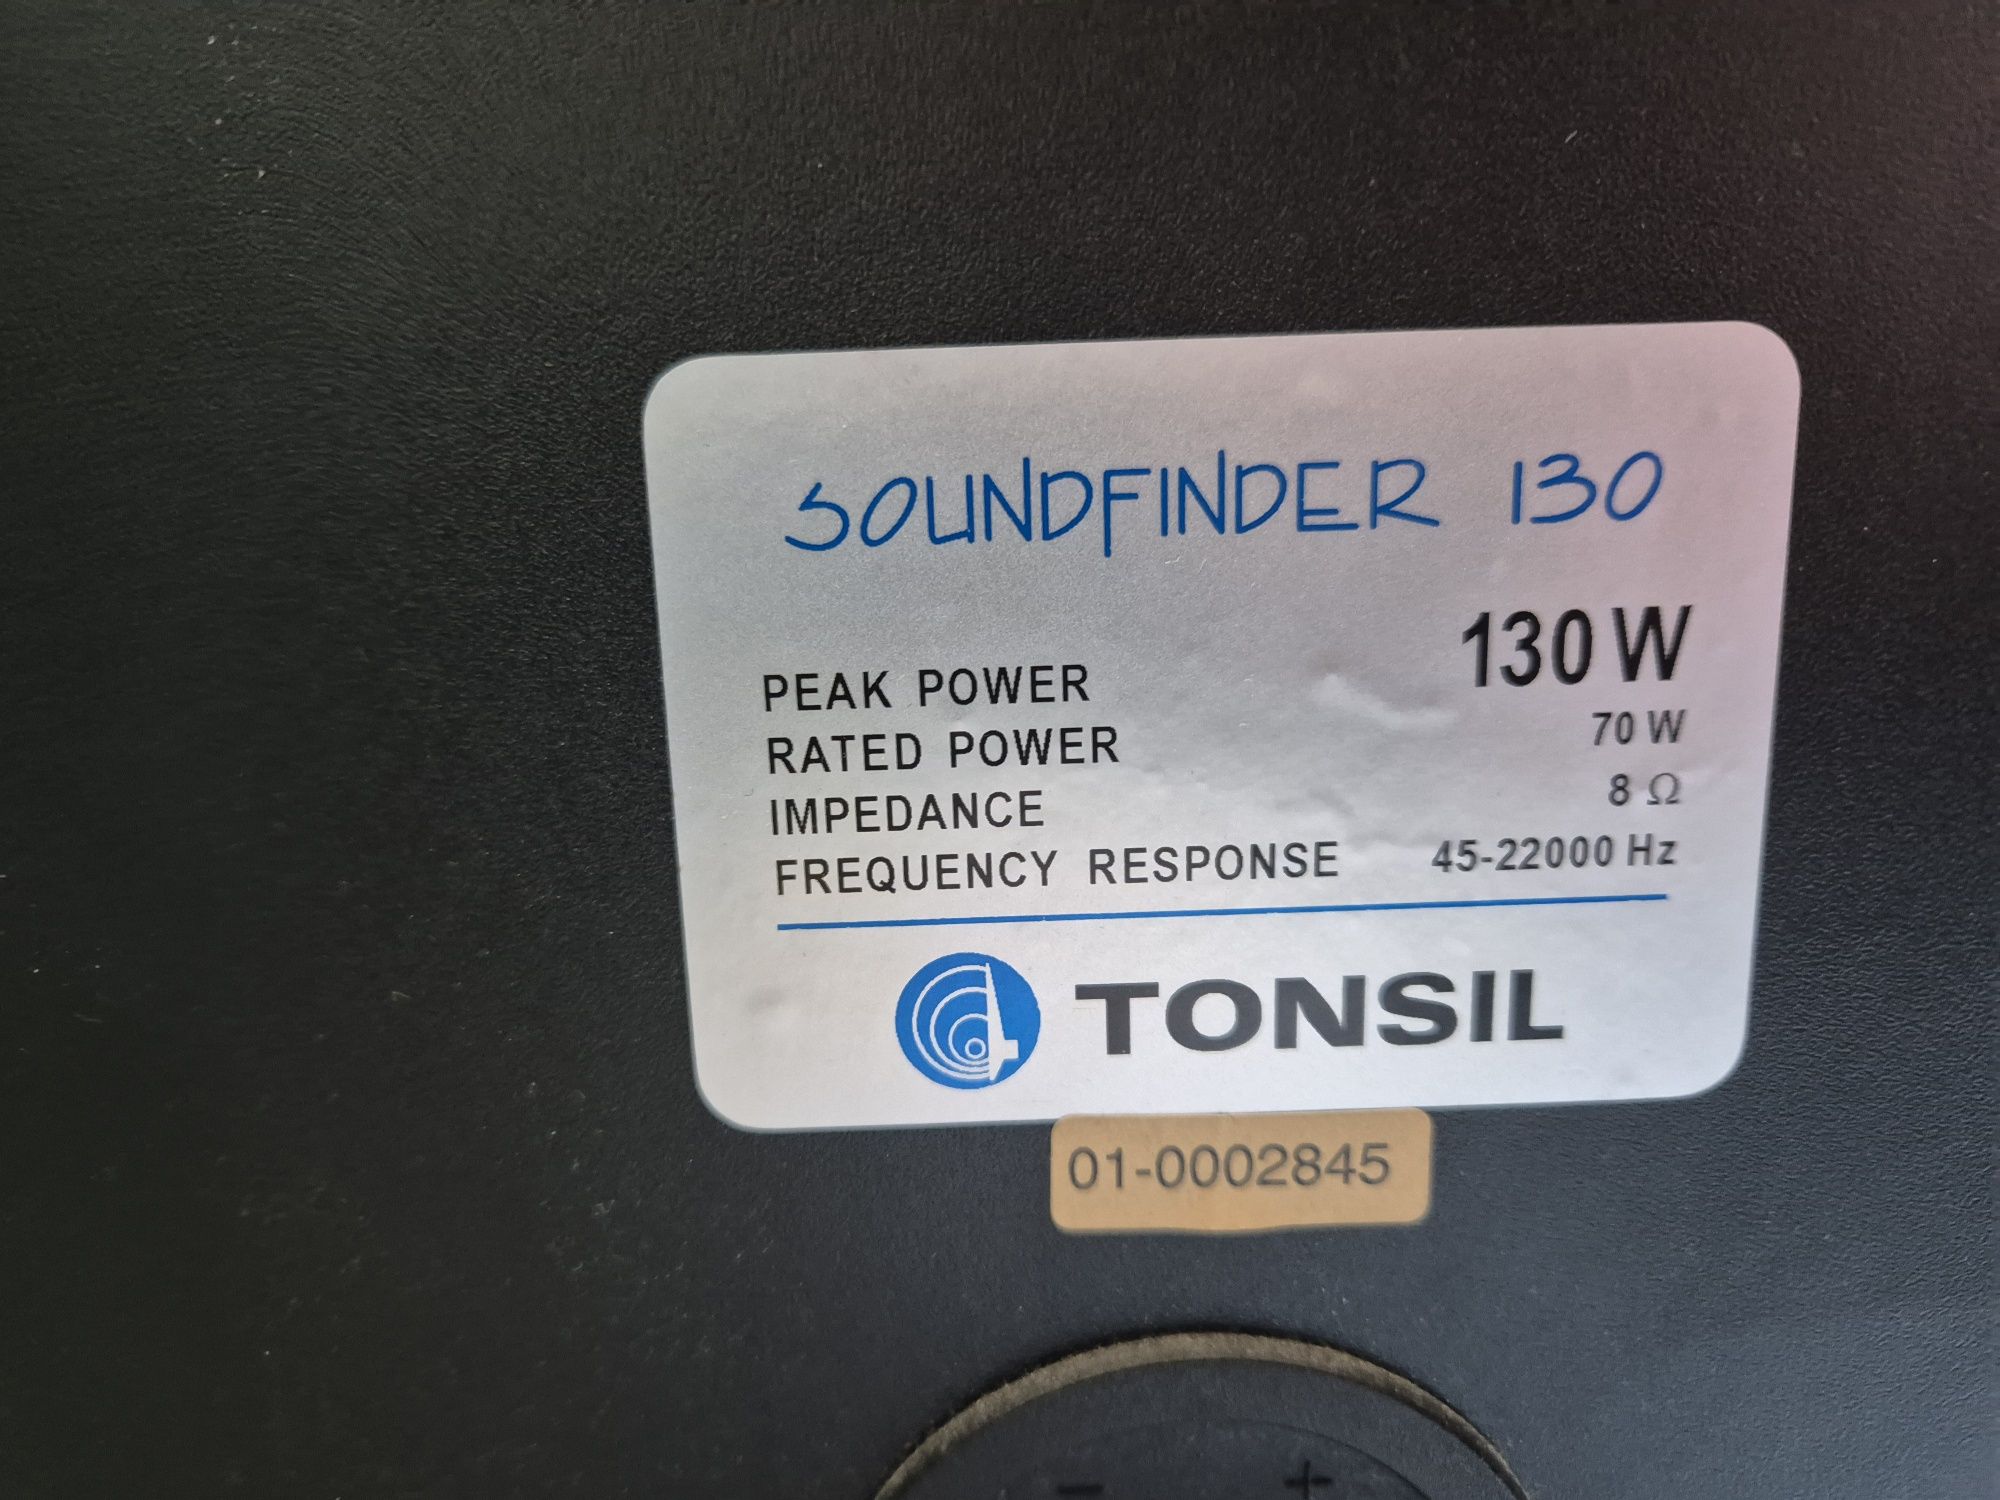 SOUNDFINDER 130
PEAK POWER 130 W
RATED POWER 70 W
IMPEDANCE 8 Ω
FREQUENCY RESPONSE 45-22000 Hz
TONSIL
01-0002845
- +